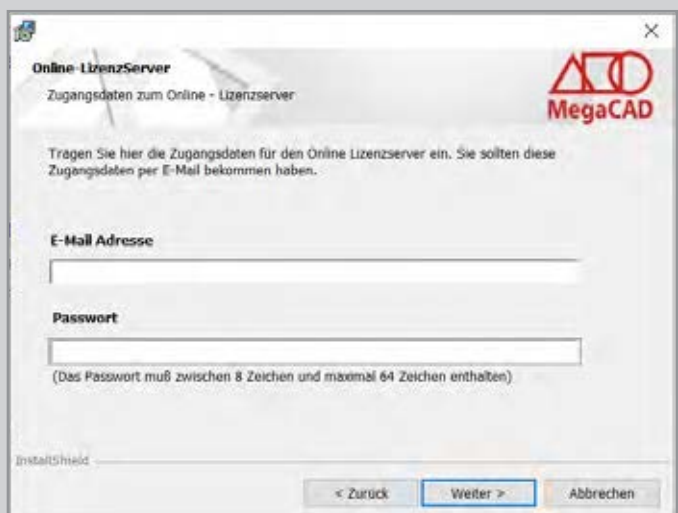 Online-LizenzServer
Zugangsdaten zum Online - Lizenzserver
MegaCAD
Tragen Sie hier die Zugangsdaten für den Online Lizenzserver ein. Sie sollten diese
Zugangsdaten per E-Mail bekommen haben.
E-Mail Adresse
Passwort
(Das Passwort muß zwischen 8 Zeichen und maximal 64 Zeichen enthalten)
InstallShield
< Zurück
Weiter >
Abbrechen